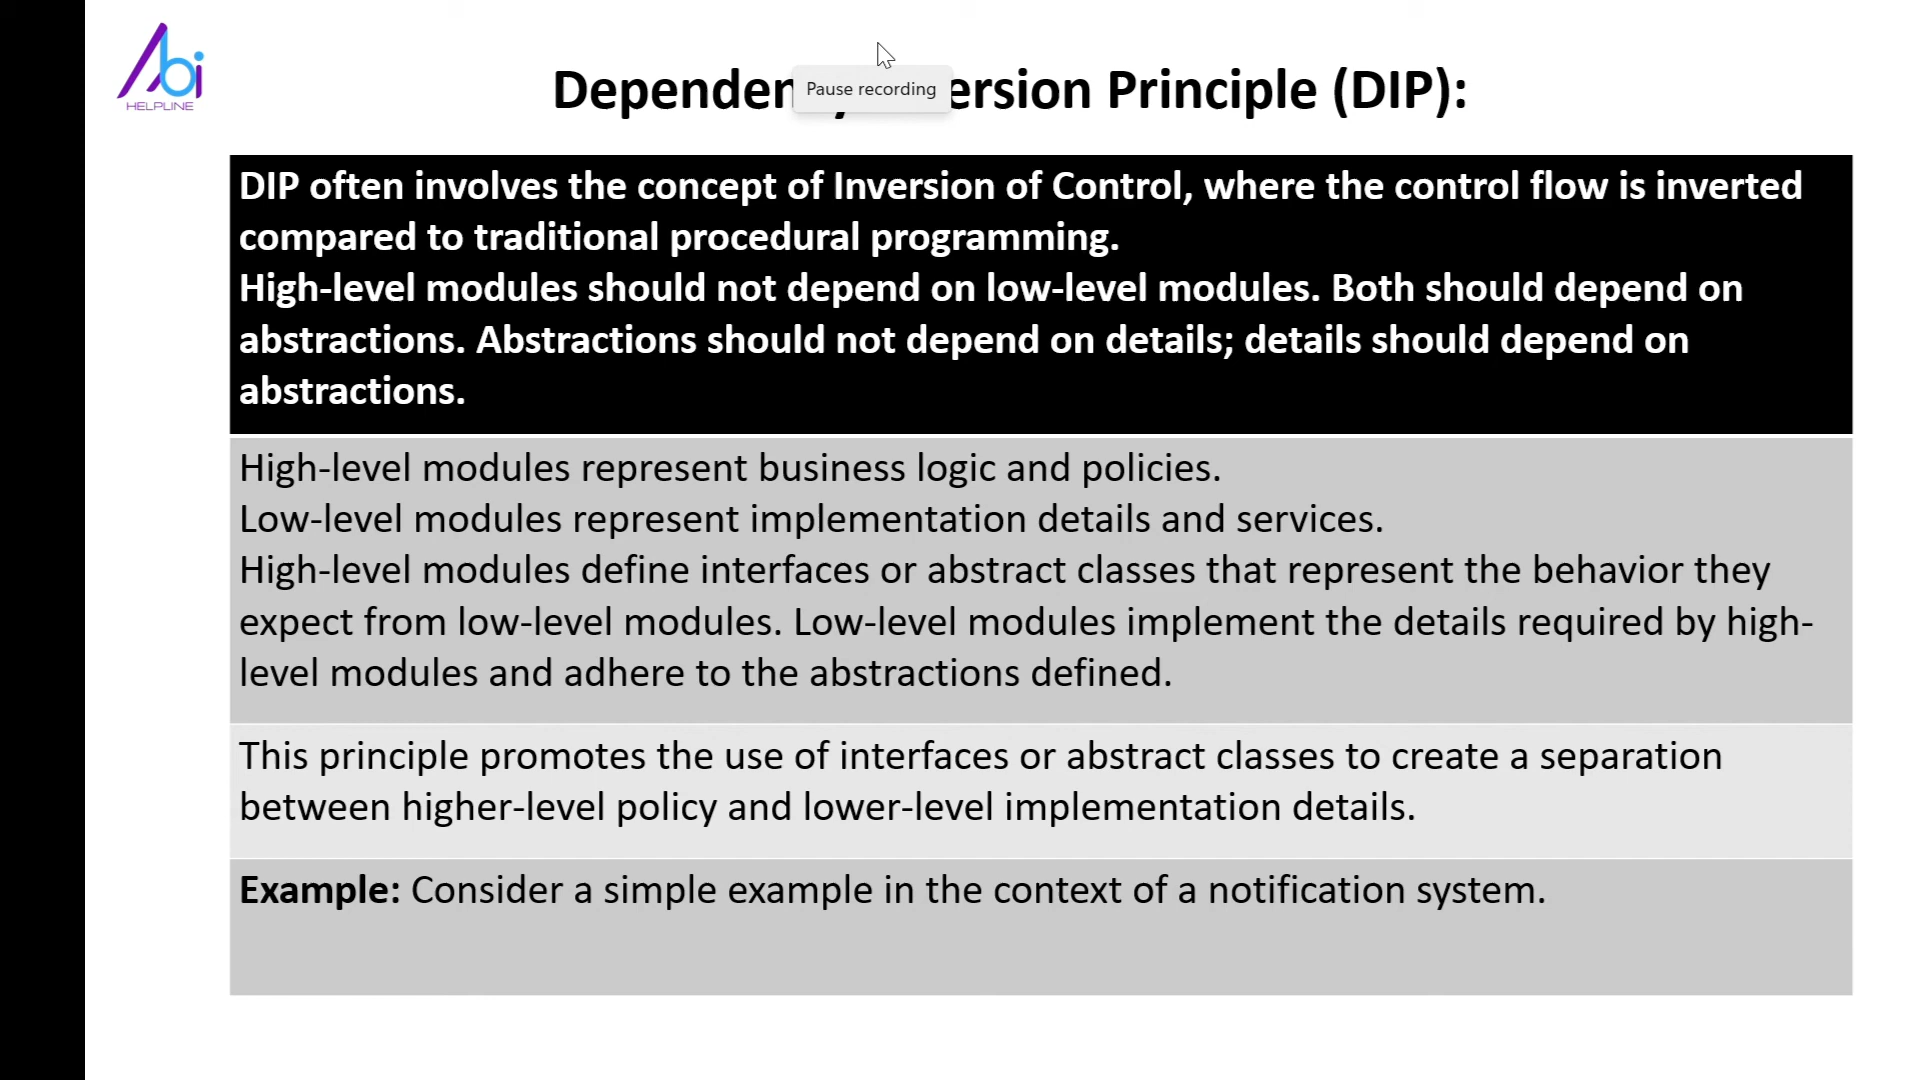 Abi
HELPLINE
Pause recording
Dependen ersion Principle (DIP):
DIP often involves the concept of Inversion of Control, where the control flow is inverted
compared to traditional procedural programming.
High-level modules should not depend on low-level modules. Both should depend on
abstractions. Abstractions should not depend on details; details should depend on
abstractions.
High-level modules represent business logic and policies.
Low-level modules represent implementation details and services.
High-level modules define interfaces or abstract classes that represent the behavior they
expect from low-level modules. Low-level modules implement the details required by high-
level modules and adhere to the abstractions defined.
This principle promotes the use of interfaces or abstract classes to create a separation
between higher-level policy and lower-level implementation details.
Example: Consider a simple example in the context of a notification system.